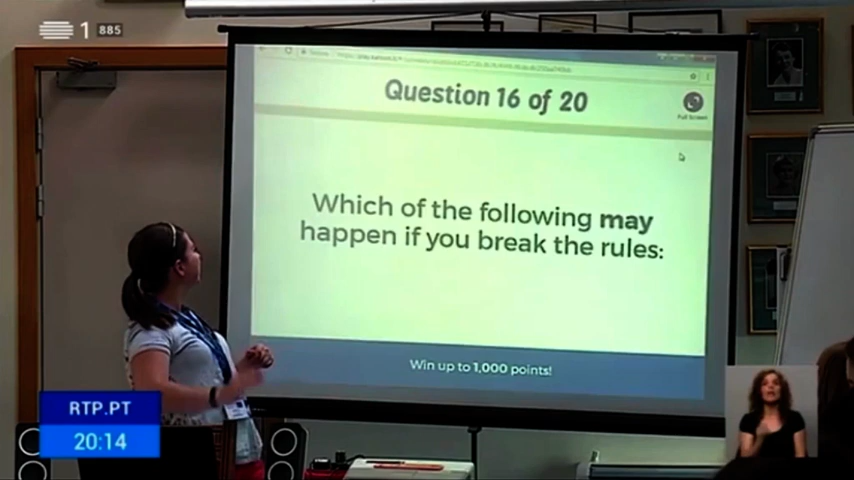 1 885
Question 16 of 20
Full Screen
Which of the following may
happen if you break the rules:
Win up to 1,000 points!
RTP.PT
20:14